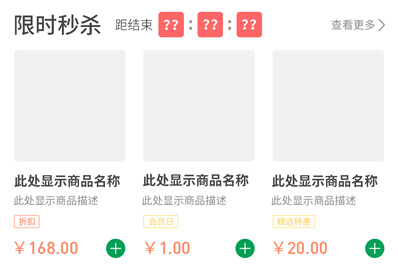 限时秒杀 距结束 ?? : ?? : ?? 查看更多
此处显示商品名称 此处显示商品名称 此处显示商品名称
此处显示商品描述 此处显示商品描述 此处显示商品描述
折扣 会员日 精选特惠
￥168.00 ￥1.00 ￥20.00